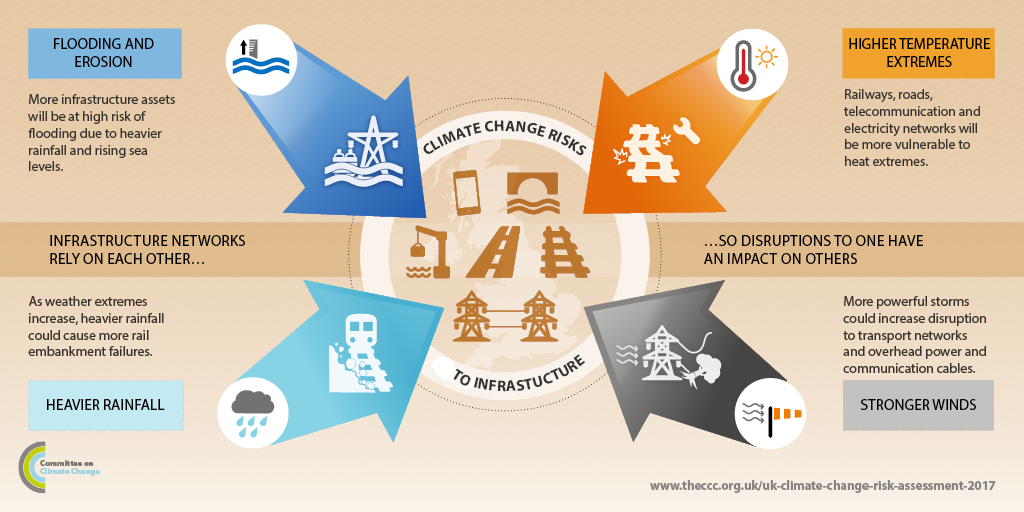 FLOODING AND
EROSION
More infrastructure assets
will be at high risk of
flooding due to heavier
rainfall and rising sea
levels.
HIGHER TEMPERATURE
EXTREMES
Railways, roads,
telecommunication and
electricity networks will
be more vulnerable to
heat extremes.
CLIMATE CHANGE RISKS
TO INFRASTUCTURE
INFRASTRUCTURE NETWORKS
RELY ON EACH OTHER...
...SO DISRUPTIONS TO ONE HAVE
AN IMPACT ON OTHERS
As weather extremes
increase, heavier rainfall
could cause more rail
embankment failures.
HEAVIER RAINFALL
More powerful storms
could increase disruption
to transport networks
and overhead power and
communication cables.
STRONGER WINDS
Committee on
Climate Change
www.theccc.org.uk/uk-climate-change-risk-assessment-2017